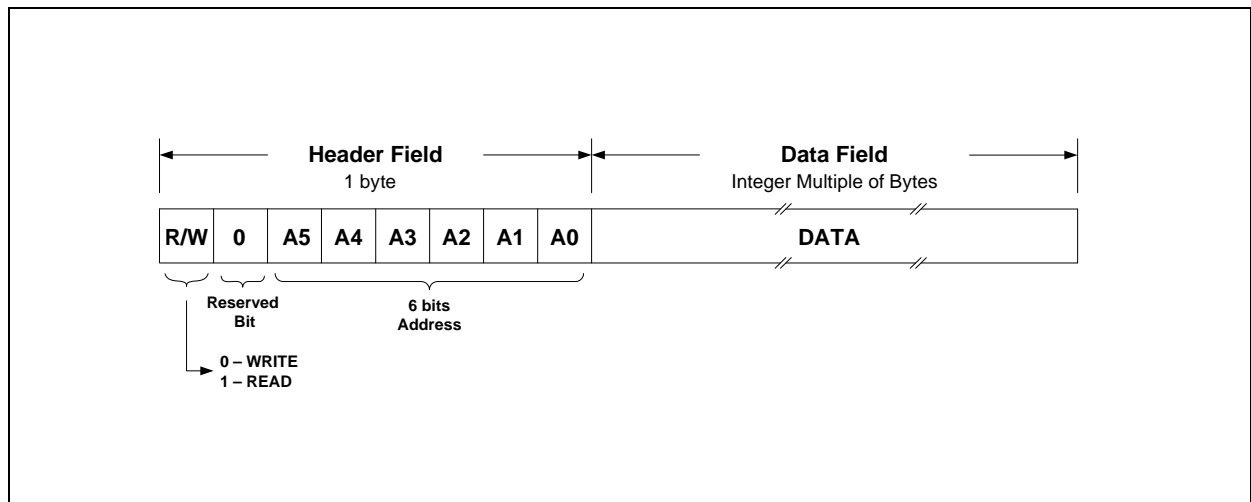 Header Field
1 byte
Data Field
Integer Multiple of Bytes
R/W 0 A5 A4 A3 A2 A1 A0 DATA
Reserved
Bit
6 bits
Address
0 – WRITE
1 – READ